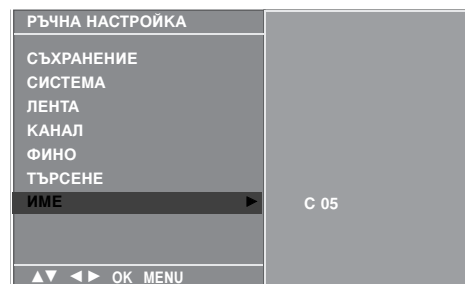 РЪЧНА НАСТРОЙКА
СЪХРАНЕНИЕ
СИСТЕМА
ЛЕНТА
КАНАЛ
ФИНО
ТЪРСЕНЕ
ИМЕ ► C 05
▲▼ ◄► OK MENU